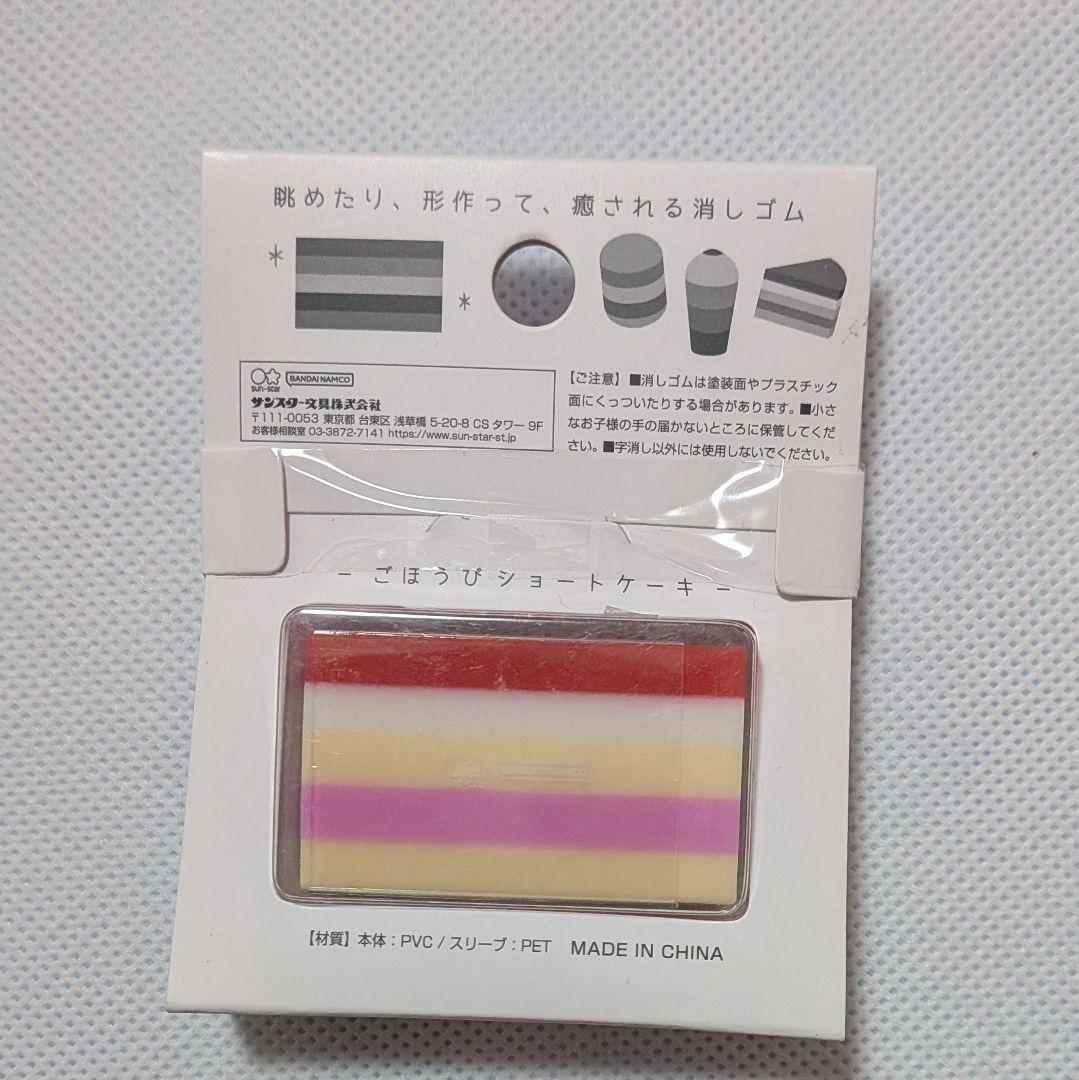 眺めたり、形作って、癒される消しゴム
sun-star BANDAI NAMCO
サンスター文具株式会社
〒111-0053 東京都 台東区 浅草橋 5-20-8 CS タワー 9F
お客様相談室 03-3872-7141 https://www.sun-star-st.jp
【ご注意】■消しゴムは塗装面やプラスチック
面にくっついたりする場合があります。■小さ
なお子様の手の届かないところに保管してくだ
さい。■字消し以外には使用しないでください。
– ごほうびショートケーキ –
BANDAI NAMCO
【材質】本体：PVC / スリーブ：PET MADE IN CHINA